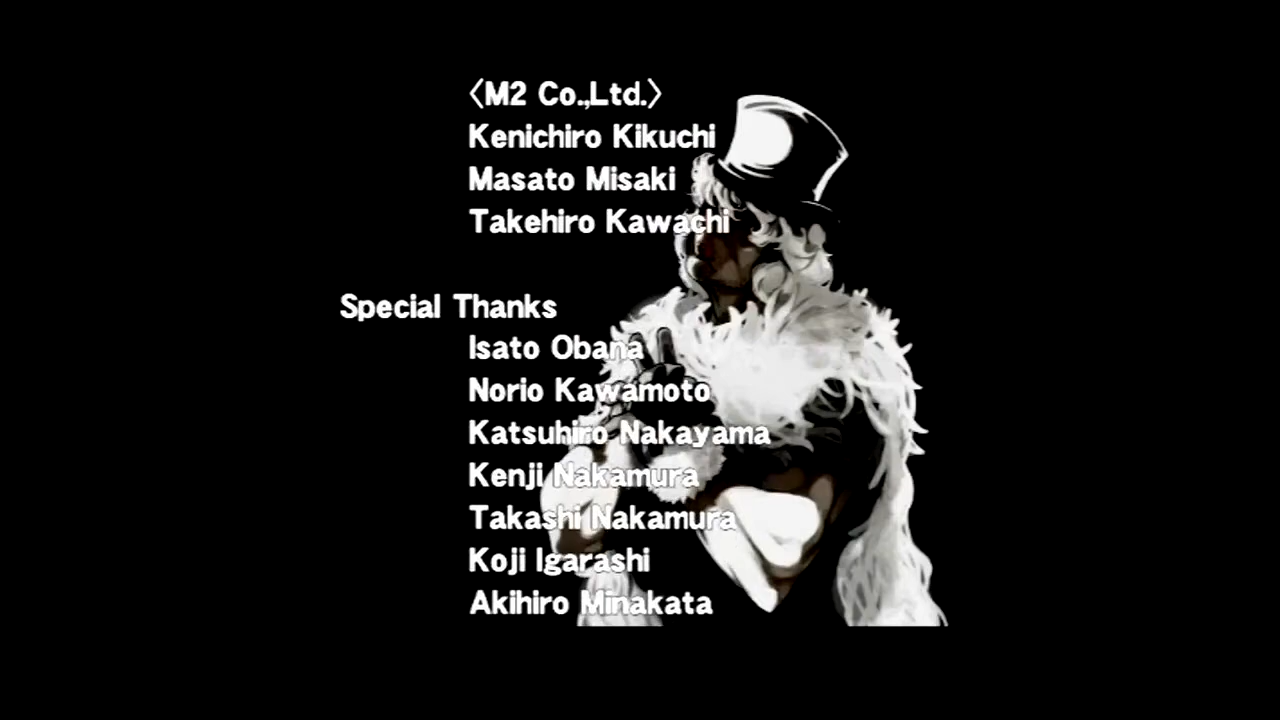 〈M2 Co.,Ltd.〉
Kenichiro Kikuchi
Masato Misaki
Takehiro Kawachi
Special Thanks
Isato Obana
Norio Kawamoto
Katsuhiro Nakayama
Kenji Nakamura
Takashi Nakamura
Koji Igarashi
Akihiro Minakata